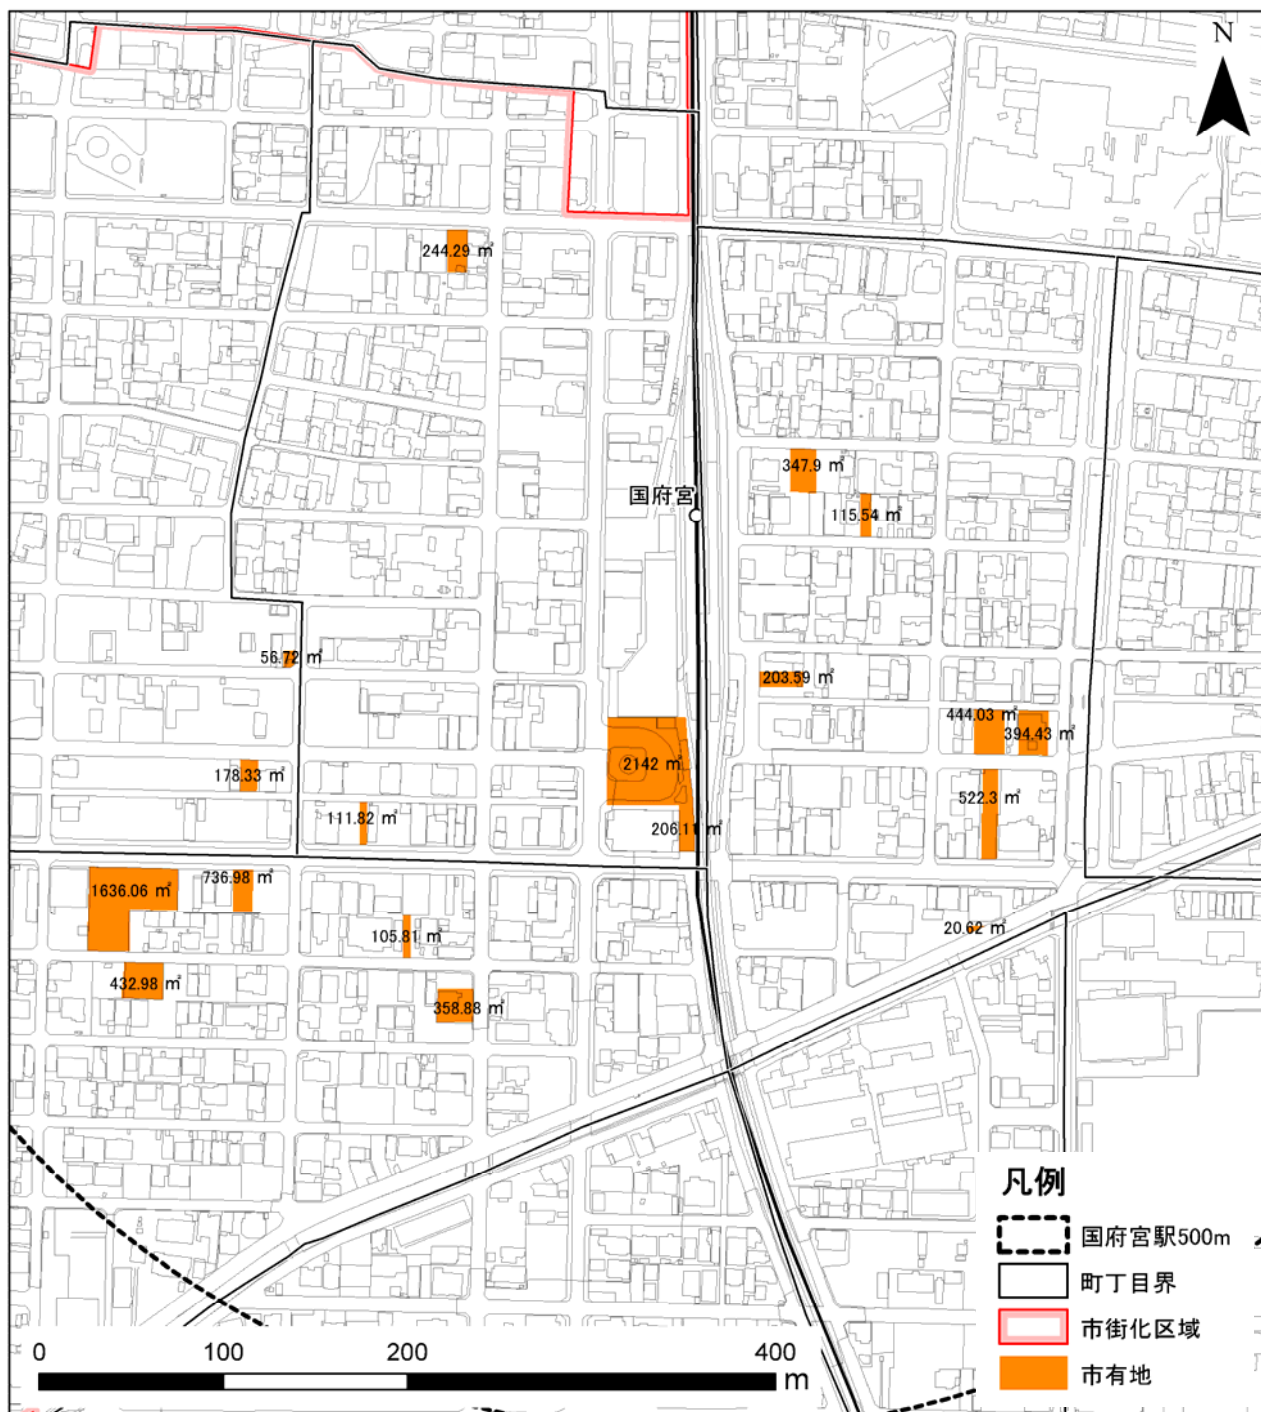 N
244.29 ㎡
347.9 ㎡
国府宮
115.54 ㎡
56.72 ㎡
203.59 ㎡
444.03 ㎡
394.43 ㎡
2142 ㎡
178.33 ㎡
522.3 ㎡
111.82 ㎡
206.11 ㎡
736.98 ㎡
1636.06 ㎡
20.62 ㎡
105.81 ㎡
432.98 ㎡
358.88 ㎡
凡例
国府宮駅500m
町丁目界
市街化区域
市有地
0 100 200 400
m